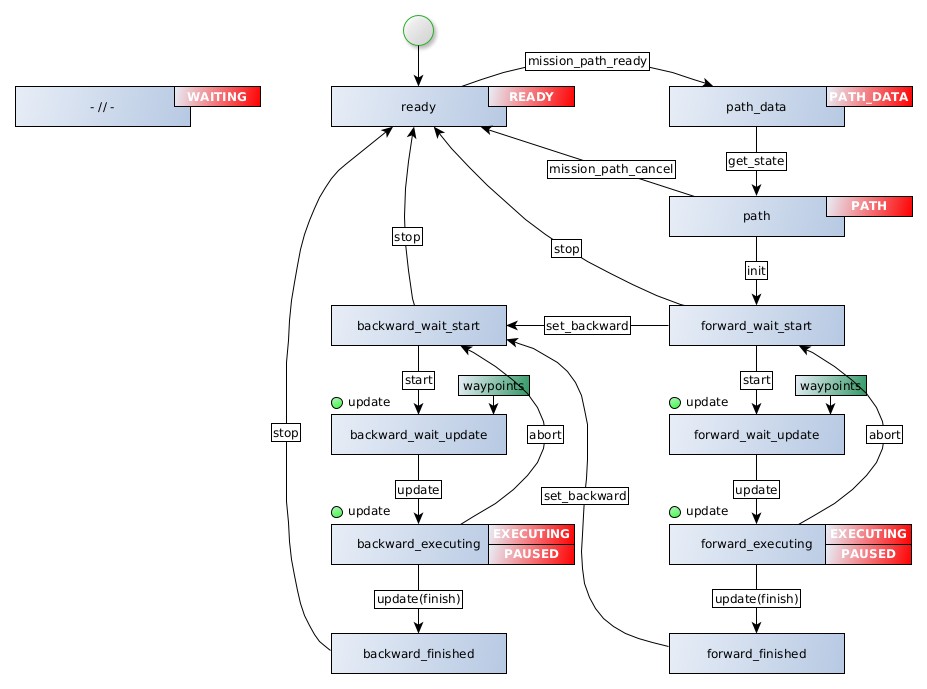 mission_path_ready
- // -
WAITING
ready
READY
path_data
PATH_DATA
get_state
mission_path_cancel
path
PATH
stop
stop
init
backward_wait_start
set_backward
forward_wait_start
start
waypoints
start
waypoints
update
update
backward_wait_update
forward_wait_update
stop
abort
abort
update
set_backward
update
update
update
backward_executing
EXECUTING
PAUSED
forward_executing
EXECUTING
PAUSED
update(finish)
update(finish)
backward_finished
forward_finished